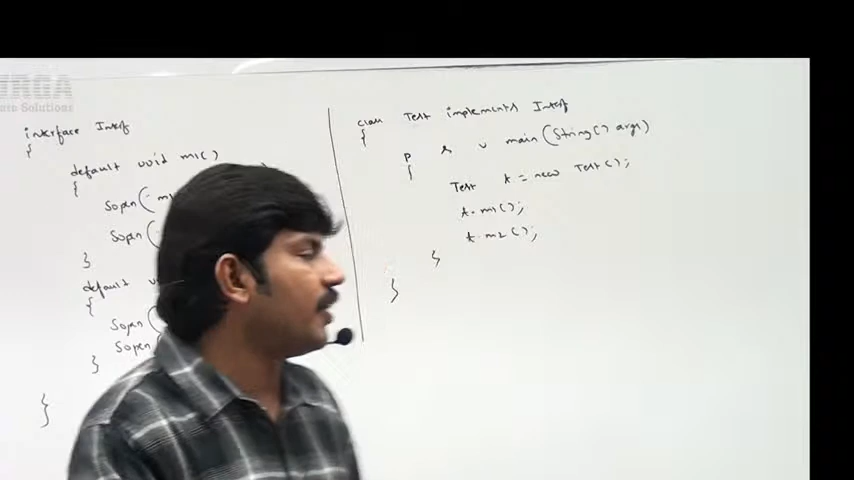 interface Interf
{
default void m1()
{
Sopln(
Sopln(
}
default
{
Sopln(
Sopln(
}
}
class Test implements Interf
{
p s v main(String() args)
{
Test t = new Test();
t.m1();
t.m2();
}
}
Solutions